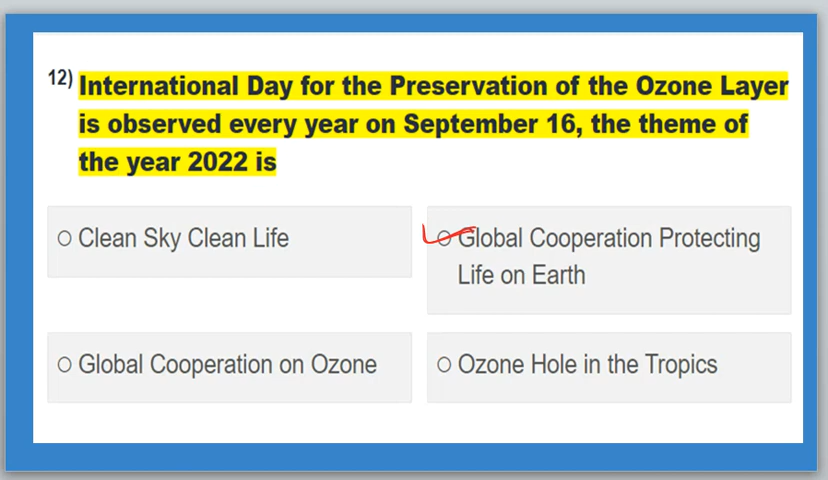 12) International Day for the Preservation of the Ozone Layer
is observed every year on September 16, the theme of
the year 2022 is
Clean Sky Clean Life
Global Cooperation Protecting
Life on Earth
Global Cooperation on Ozone
Ozone Hole in the Tropics